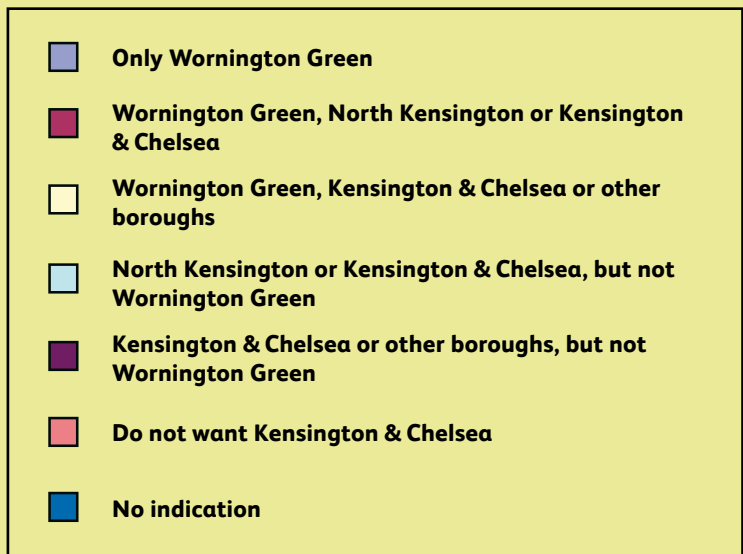 Only Wornington Green
Wornington Green, North Kensington or Kensington
& Chelsea
Wornington Green, Kensington & Chelsea or other
boroughs
North Kensington or Kensington & Chelsea, but not
Wornington Green
Kensington & Chelsea or other boroughs, but not
Wornington Green
Do not want Kensington & Chelsea
No indication